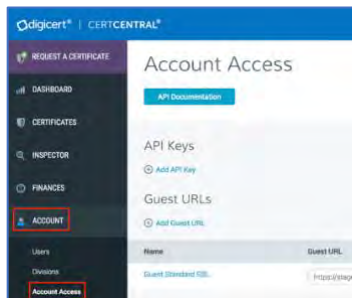 digicert® | CERTCENTRAL®
REQUEST A CERTIFICATE
DASHBOARD
CERTIFICATES
INSPECTOR
FINANCES
ACCOUNT
Users
Divisions
Account Access
Account Access
API Documentation
API Keys
Add API Key
Guest URLs
Add Guest URL
Name Guest URL
Guest Standard SSL